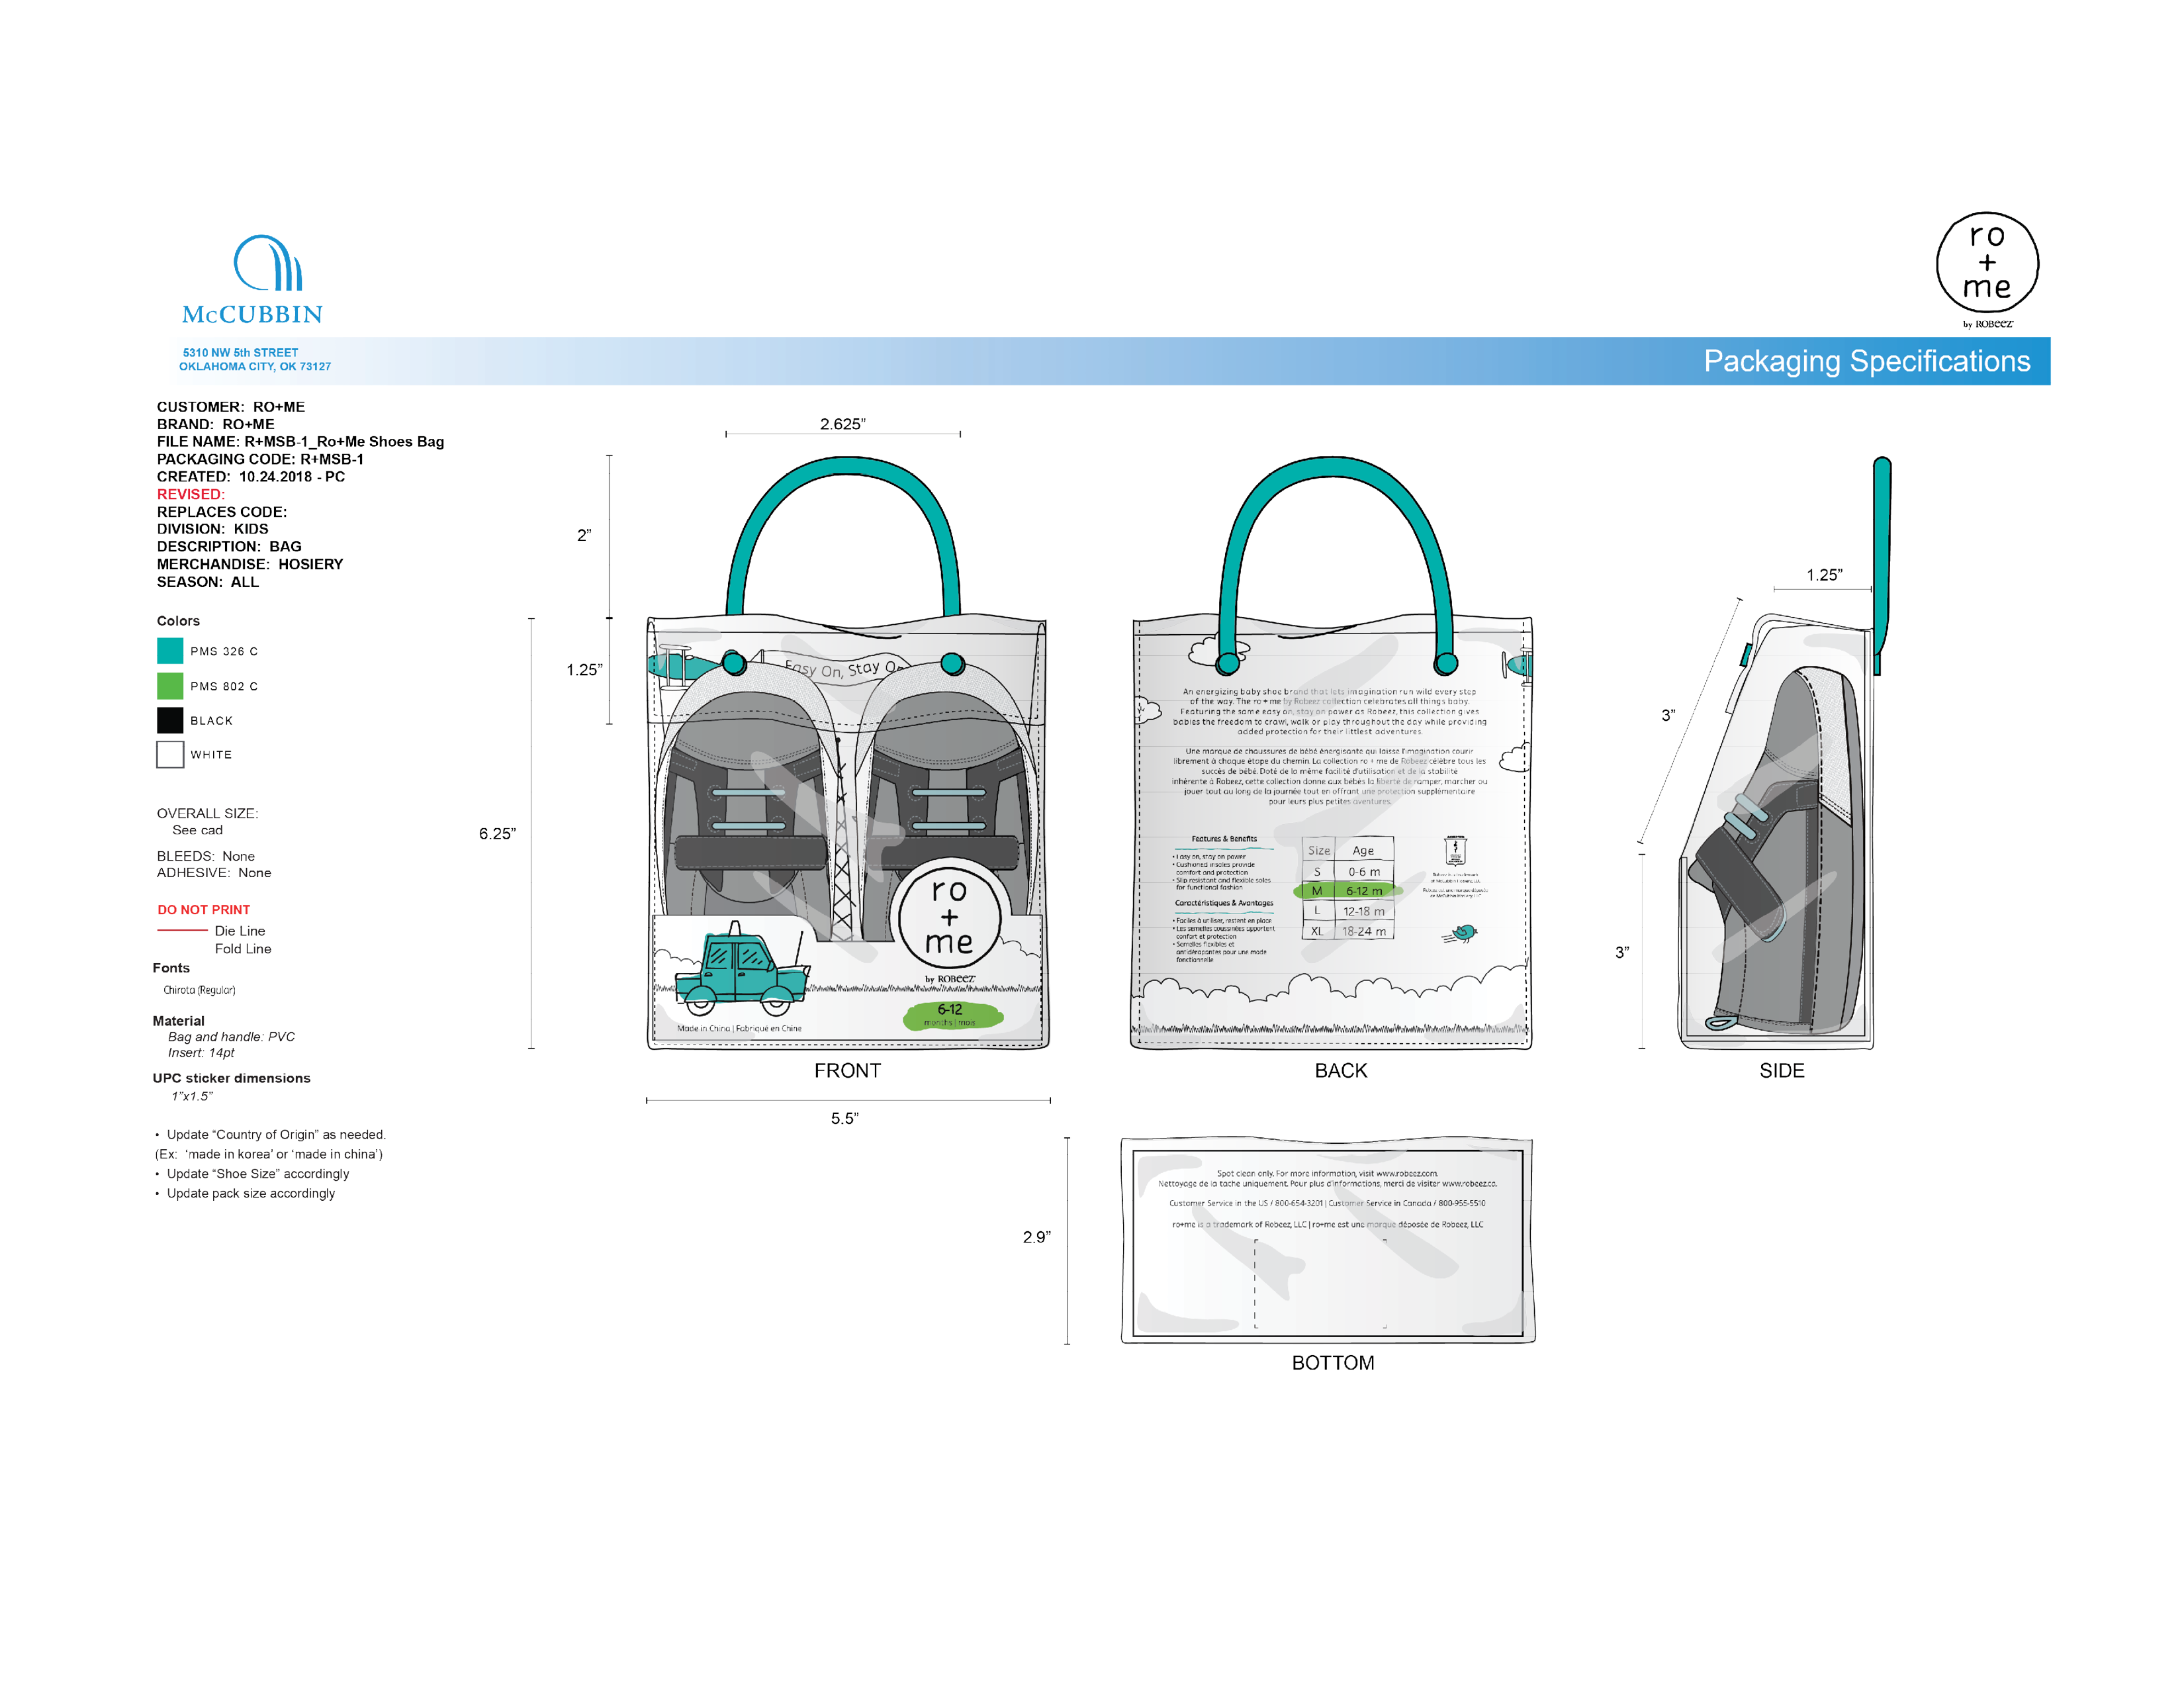 McCUBBIN
5310 NW 5th STREET
OKLAHOMA CITY, OK 73127
ro
+
me
by ROBeeZ
Packaging Specifications
CUSTOMER: RO+ME
BRAND: RO+ME
FILE NAME: R+MSB-1_Ro+Me Shoes Bag
PACKAGING CODE: R+MSB-1
CREATED: 10.24.2018 - PC
REVISED:
REPLACES CODE:
DIVISION: KIDS
DESCRIPTION: BAG
MERCHANDISE: HOSIERY
SEASON: ALL
Colors
PMS 326 C
PMS 802 C
BLACK
WHITE
OVERALL SIZE:
See cad
BLEEDS: None
ADHESIVE: None
DO NOT PRINT
Die Line
Fold Line
Fonts
Chirota (Regular)
Material
Bag and handle: PVC
Insert: 14pt
UPC sticker dimensions
1"x1.5"
• Update “Country of Origin” as needed.
(Ex: ‘made in korea’ or ‘made in china’)
• Update “Shoe Size” accordingly
• Update pack size accordingly
2.625”
2”
1.25”
6.25”
Easy On, Stay On
ro
+
me
by ROBeeZ
6-12
months | mois
Made in China | Fabriqué en Chine
FRONT
5.5”
An energizing baby shoe brand that lets imagination run wild every step
of the way. The ro + me by Robeez collection celebrates all things baby.
Featuring the same easy on, stay on power as Robeez, this collection gives
babies the freedom to crawl, walk or play throughout the day while providing
added protection for their littlest adventures.
Une marque de chaussures de bébé énergisante qui laisse l'imagination courir
librement à chaque étape du chemin. La collection ro + me de Robeez célèbre tous les
succès de bébé. Doté de la même facilité d'utilisation et de la stabilité
inhérente à Robeez, cette collection donne aux bébés la liberté de ramper, marcher ou
jouer tout au long de la journée tout en offrant une protection supplémentaire
pour leurs plus petites aventures.
Features & Benefits
• Easy on, stay on power
• Cushioned insoles provide
comfort and protection
• Slip resistant and flexible soles
for functional fashion
Caractéristiques & Avantages
• Faciles à utiliser, restent en place
• Les semelles coussinées apportent
confort et protection
• Semelles flexibles et
antidérapantes pour une mode
fonctionnelle
Size Age
S 0-6 m
M 6-12 m
L 12-18 m
XL 18-24 m
BACK
1.25”
3”
3”
SIDE
2.9”
Spot clean only. For more information, visit www.robeez.com.
Nettoyage de la tache uniquement. Pour plus d'informations, merci de visiter www.robeez.ca.
Customer Service in the US / 800-654-3201 | Customer Service in Canada / 800-955-5510
ro+me is a trademark of Robeez, LLC | ro+me est une marque déposée de Robeez, LLC
BOTTOM